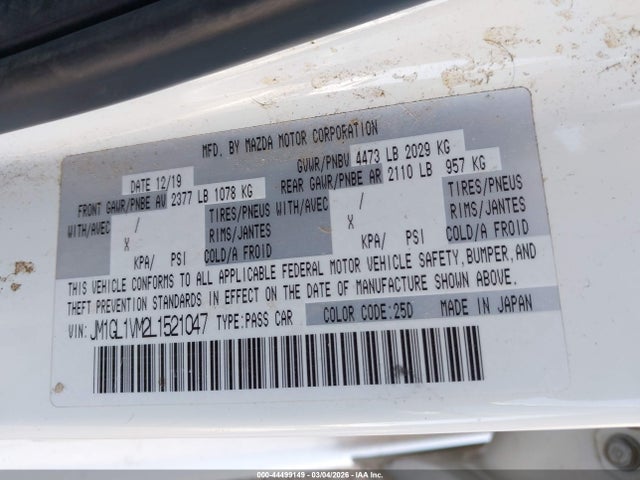 MFD. BY MAZDA MOTOR CORPORATION
DATE 12/19 GVWR/PNBV 4473 LB 2029 KG
FRONT GAWR/PNBE AV 2377 LB 1078 KG REAR GAWR/PNBE AR 2110 LB 957 KG
WITH/AVEC / TIRES/PNEUS WITH/AVEC / TIRES/PNEUS
X RIMS/JANTES X RIMS/JANTES
KPA/ PSI COLD/A FROID KPA/ PSI COLD/A FROID
THIS VEHICLE CONFORMS TO ALL APPLICABLE FEDERAL MOTOR VEHICLE SAFETY, BUMPER, AND
THEFT PREVENTION STANDARDS IN EFFECT ON THE DATE OF MANUFACTURE SHOWN ABOVE.
VIN: JM1GL1VM2L1521047 TYPE:PASS CAR COLOR CODE: 25D MADE IN JAPAN
000-44499149 - 03/04/2026 - IAA, Inc.